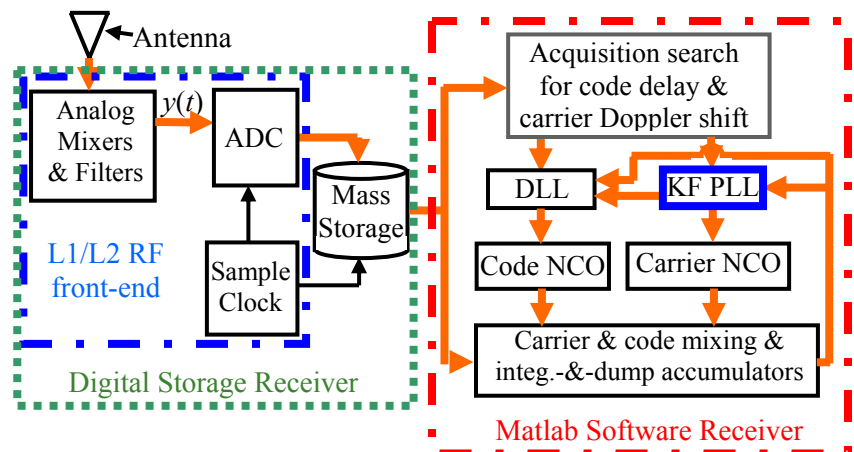 Antenna
Analog
Mixers
& Filters
y(t)
ADC
Mass
Storage
Sample
Clock
L1/L2 RF
front-end
Digital Storage Receiver
Acquisition search
for code delay &
carrier Doppler shift
DLL
KF PLL
Code NCO
Carrier NCO
Carrier & code mixing &
integ.-&-dump accumulators
Matlab Software Receiver